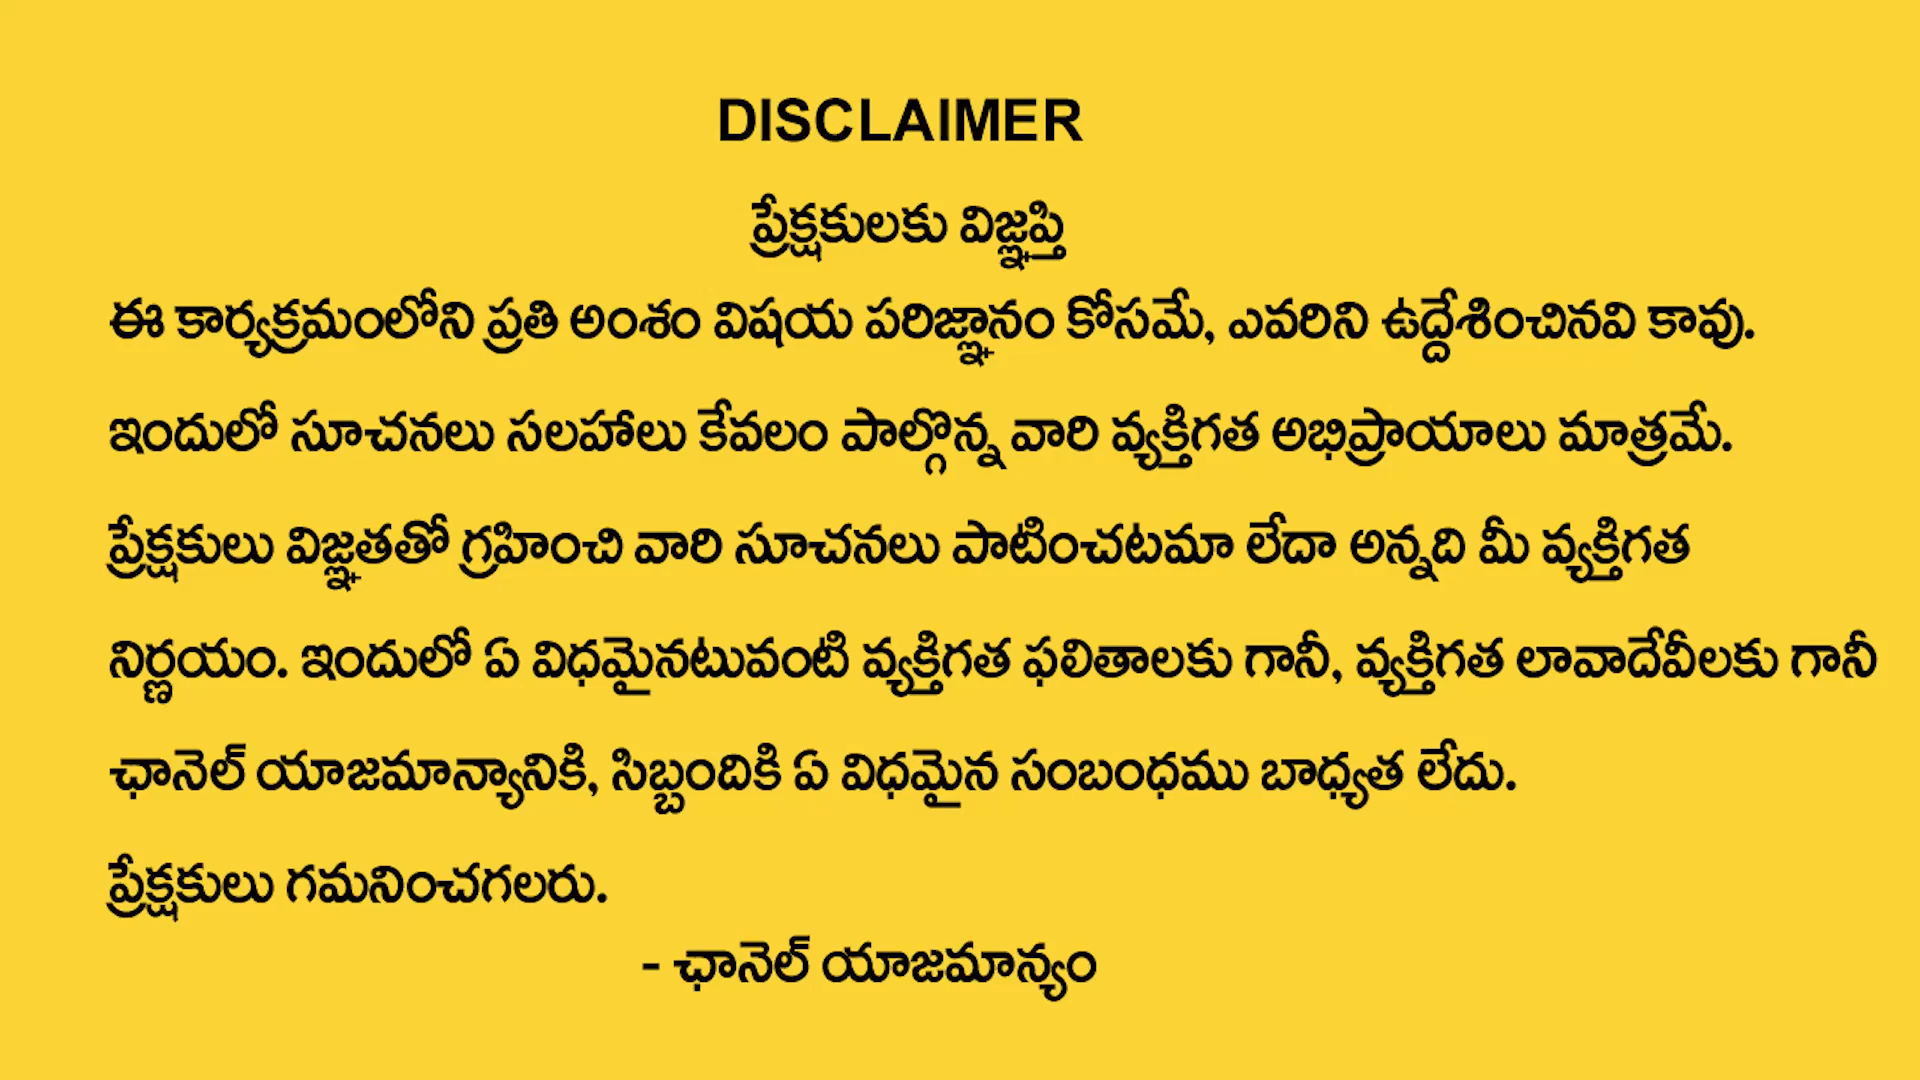 DISCLAIMER
ప్రేక్షకులకు విజ్ఞప్తి
ఈ కార్యక్రమంలోని ప్రతి అంశం విషయ పరిజ్ఞానం కోసమే, ఎవరిని ఉద్దేశించినవి కావు.
ఇందులో సూచనలు సలహాలు కేవలం పాల్గొన్న వారి వ్యక్తిగత అభిప్రాయాలు మాత్రమే.
ప్రేక్షకులు విజ్ఞతతో గ్రహించి వారి సూచనలు పాటించటమా లేదా అన్నది మీ వ్యక్తిగత
నిర్ణయం. ఇందులో ఏ విధమైనటువంటి వ్యక్తిగత ఫలితాలకు గానీ, వ్యక్తిగత లావాదేవీలకు గానీ
ఛానెల్ యాజమాన్యానికి, సిబ్బందికి ఏ విధమైన సంబంధము బాధ్యత లేదు.
ప్రేక్షకులు గమనించగలరు.
- ఛానెల్ యాజమాన్యం